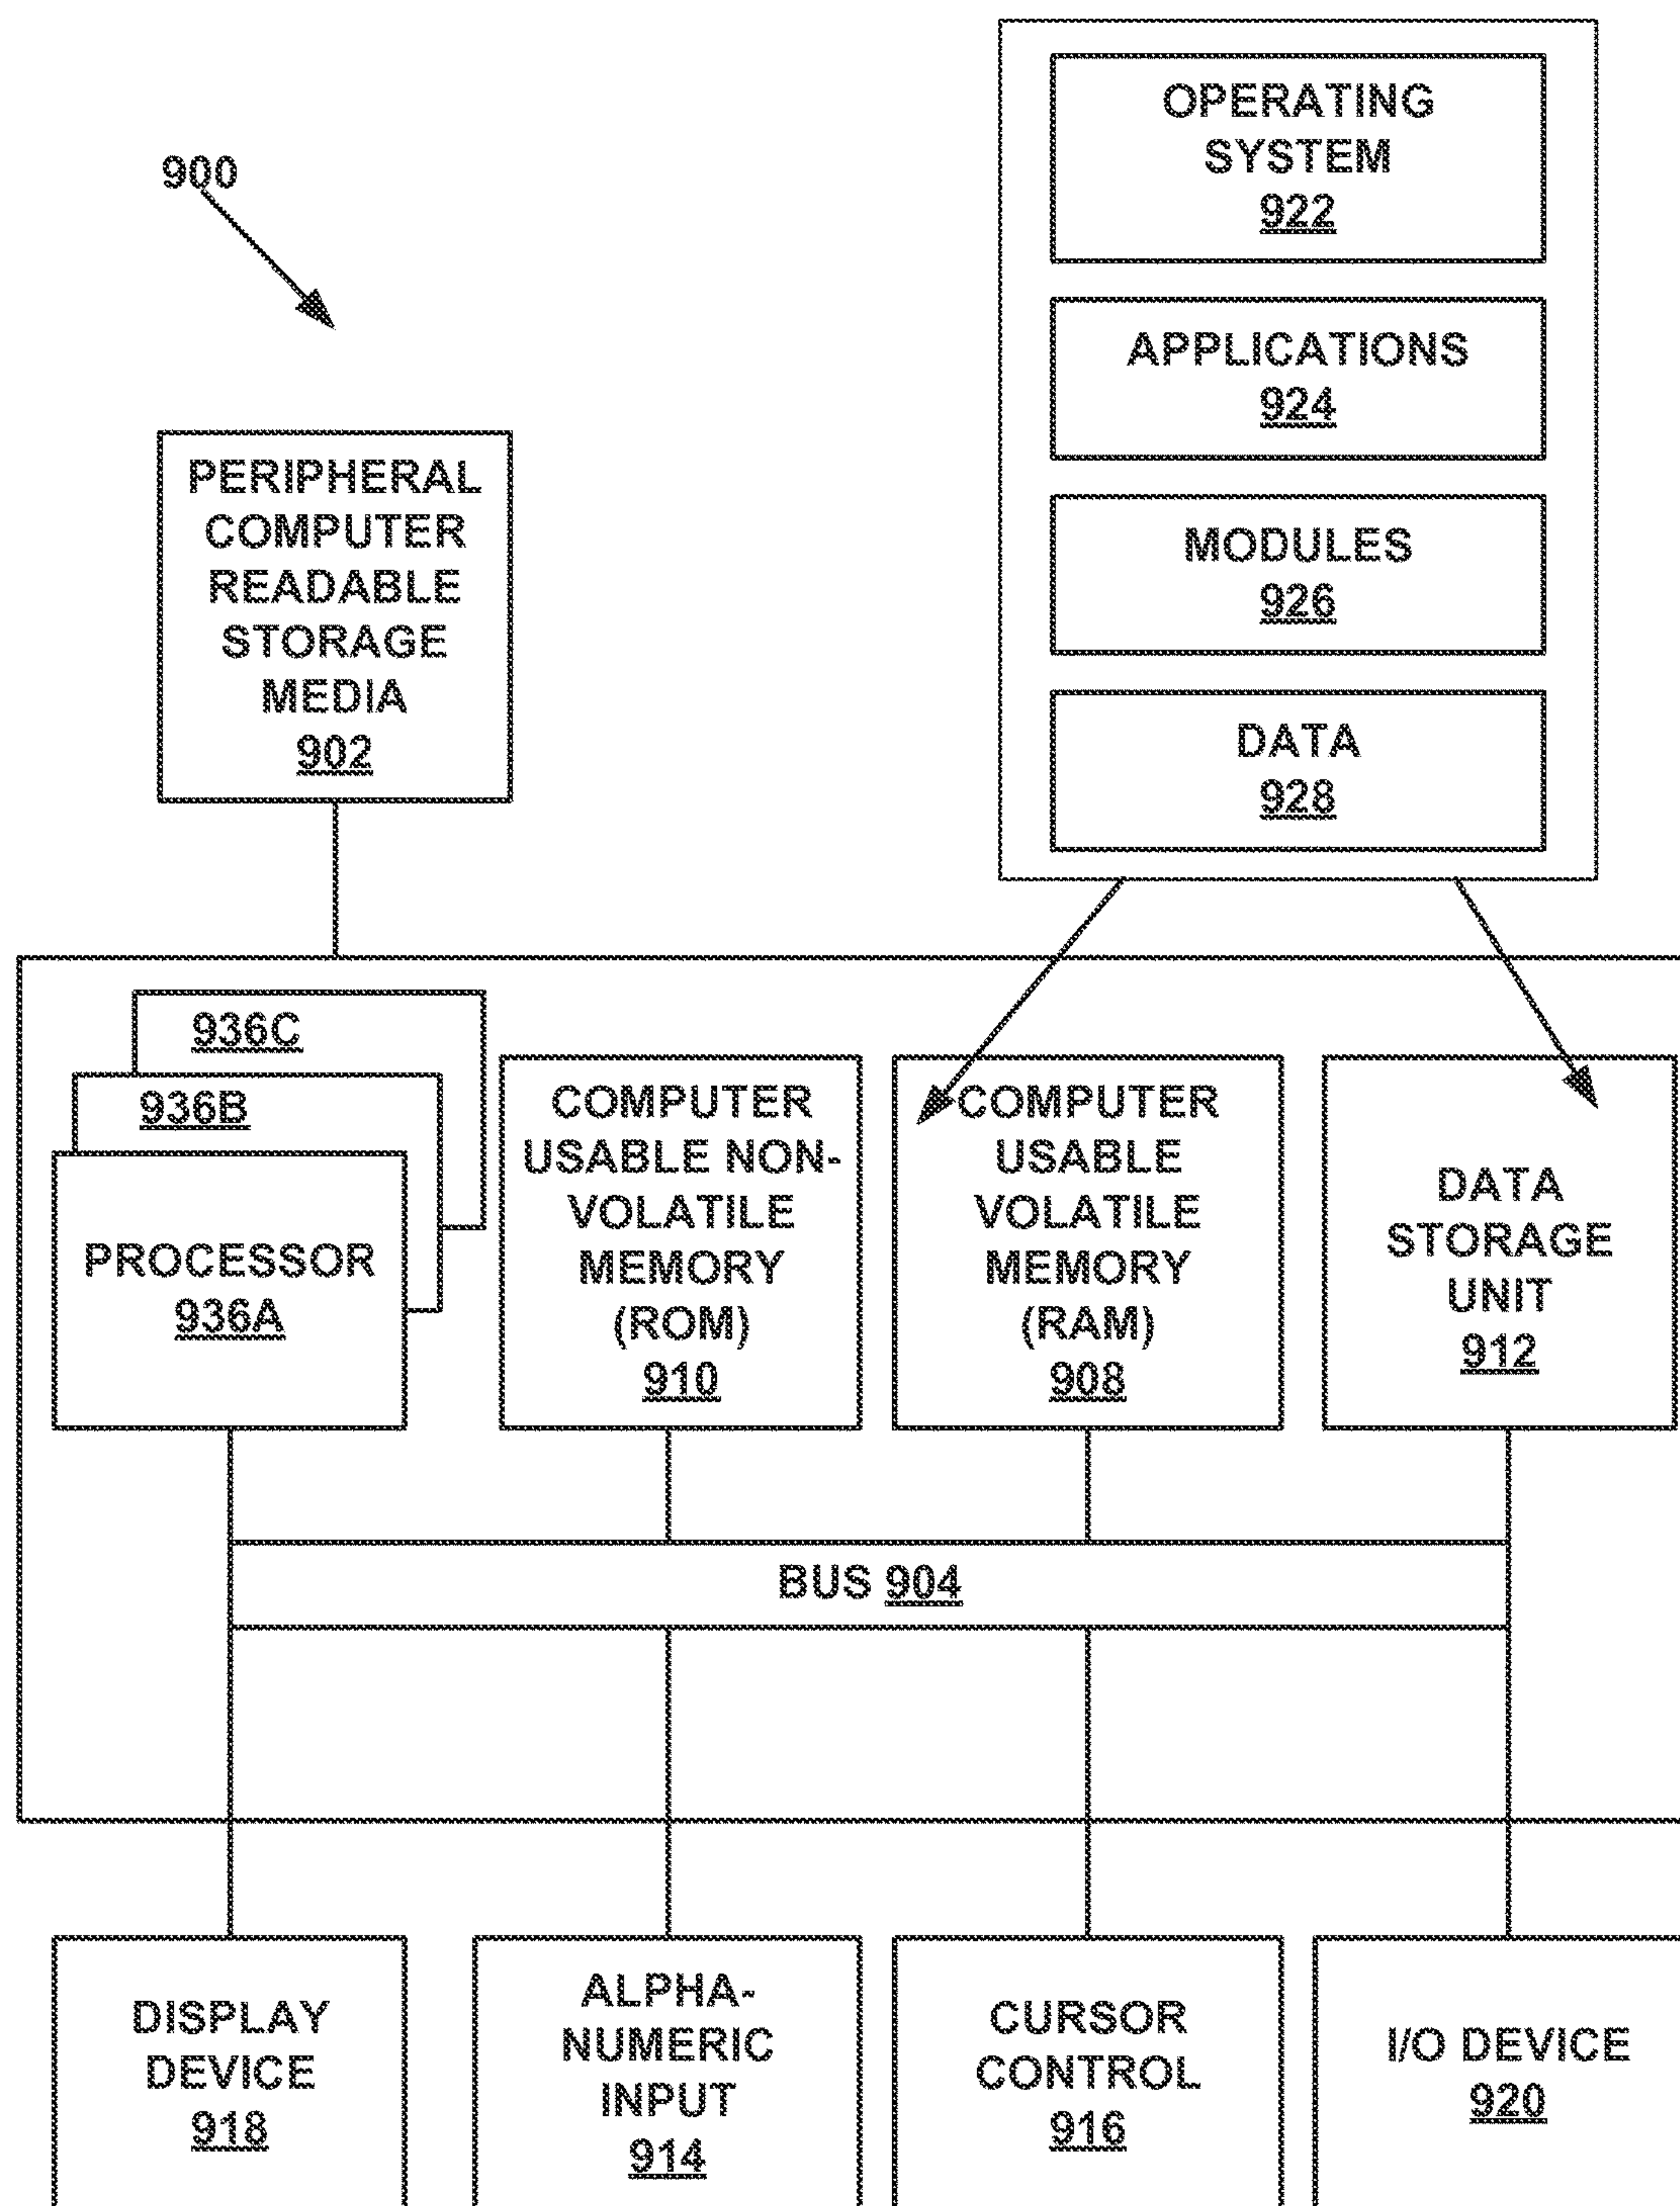 900
OPERATING
SYSTEM
922
APPLICATIONS
924
MODULES
926
DATA
928
PERIPHERAL
COMPUTER
READABLE
STORAGE
MEDIA
902
936C
936B
PROCESSOR
936A
COMPUTER
USABLE NON-
VOLATILE
MEMORY
(ROM)
910
COMPUTER
USABLE
VOLATILE
MEMORY
(RAM)
908
DATA
STORAGE
UNIT
912
BUS 904
DISPLAY
DEVICE
918
ALPHA-
NUMERIC
INPUT
914
CURSOR
CONTROL
916
I/O DEVICE
920